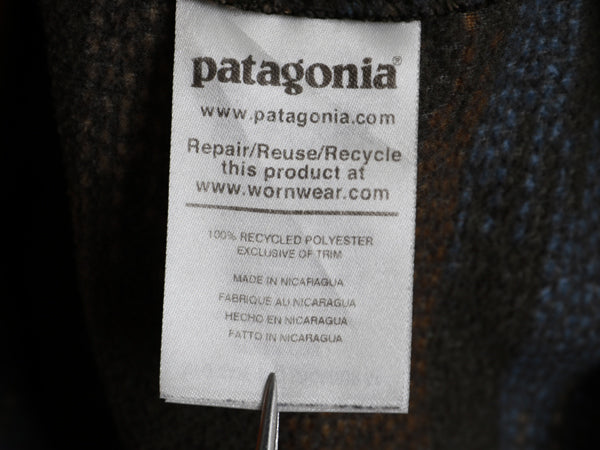 patagonia®
www.patagonia.com
Repair/Reuse/Recycle
this product at
www.wornwear.com
100% RECYCLED POLYESTER
EXCLUSIVE OF TRIM
MADE IN NICARAGUA
FABRIQUE AU NICARAGUA
HECHO EN NICARAGUA
FATTO IN NICARAGUA